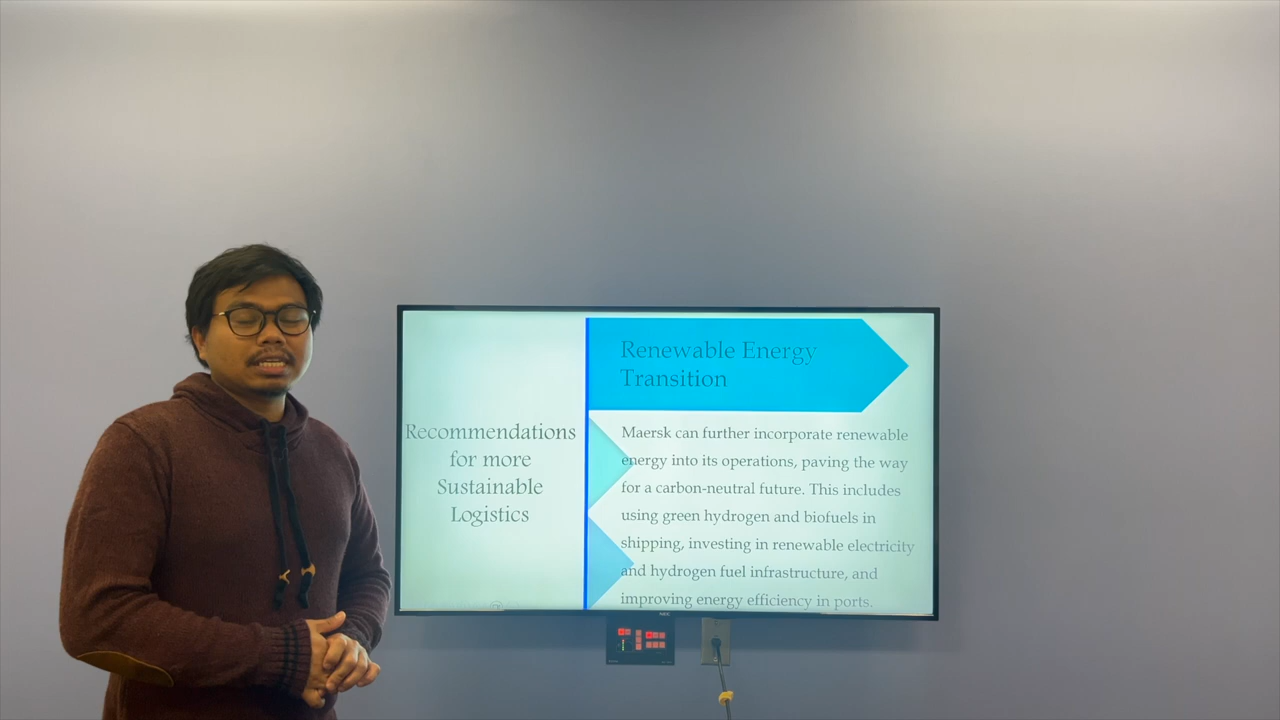 Recommendations
for more
Sustainable
Logistics
Renewable Energy
Transition
Maersk can further incorporate renewable
energy into its operations, paving the way
for a carbon-neutral future. This includes
using green hydrogen and biofuels in
shipping, investing in renewable electricity
and hydrogen fuel infrastructure, and
improving energy efficiency in ports.
NEC